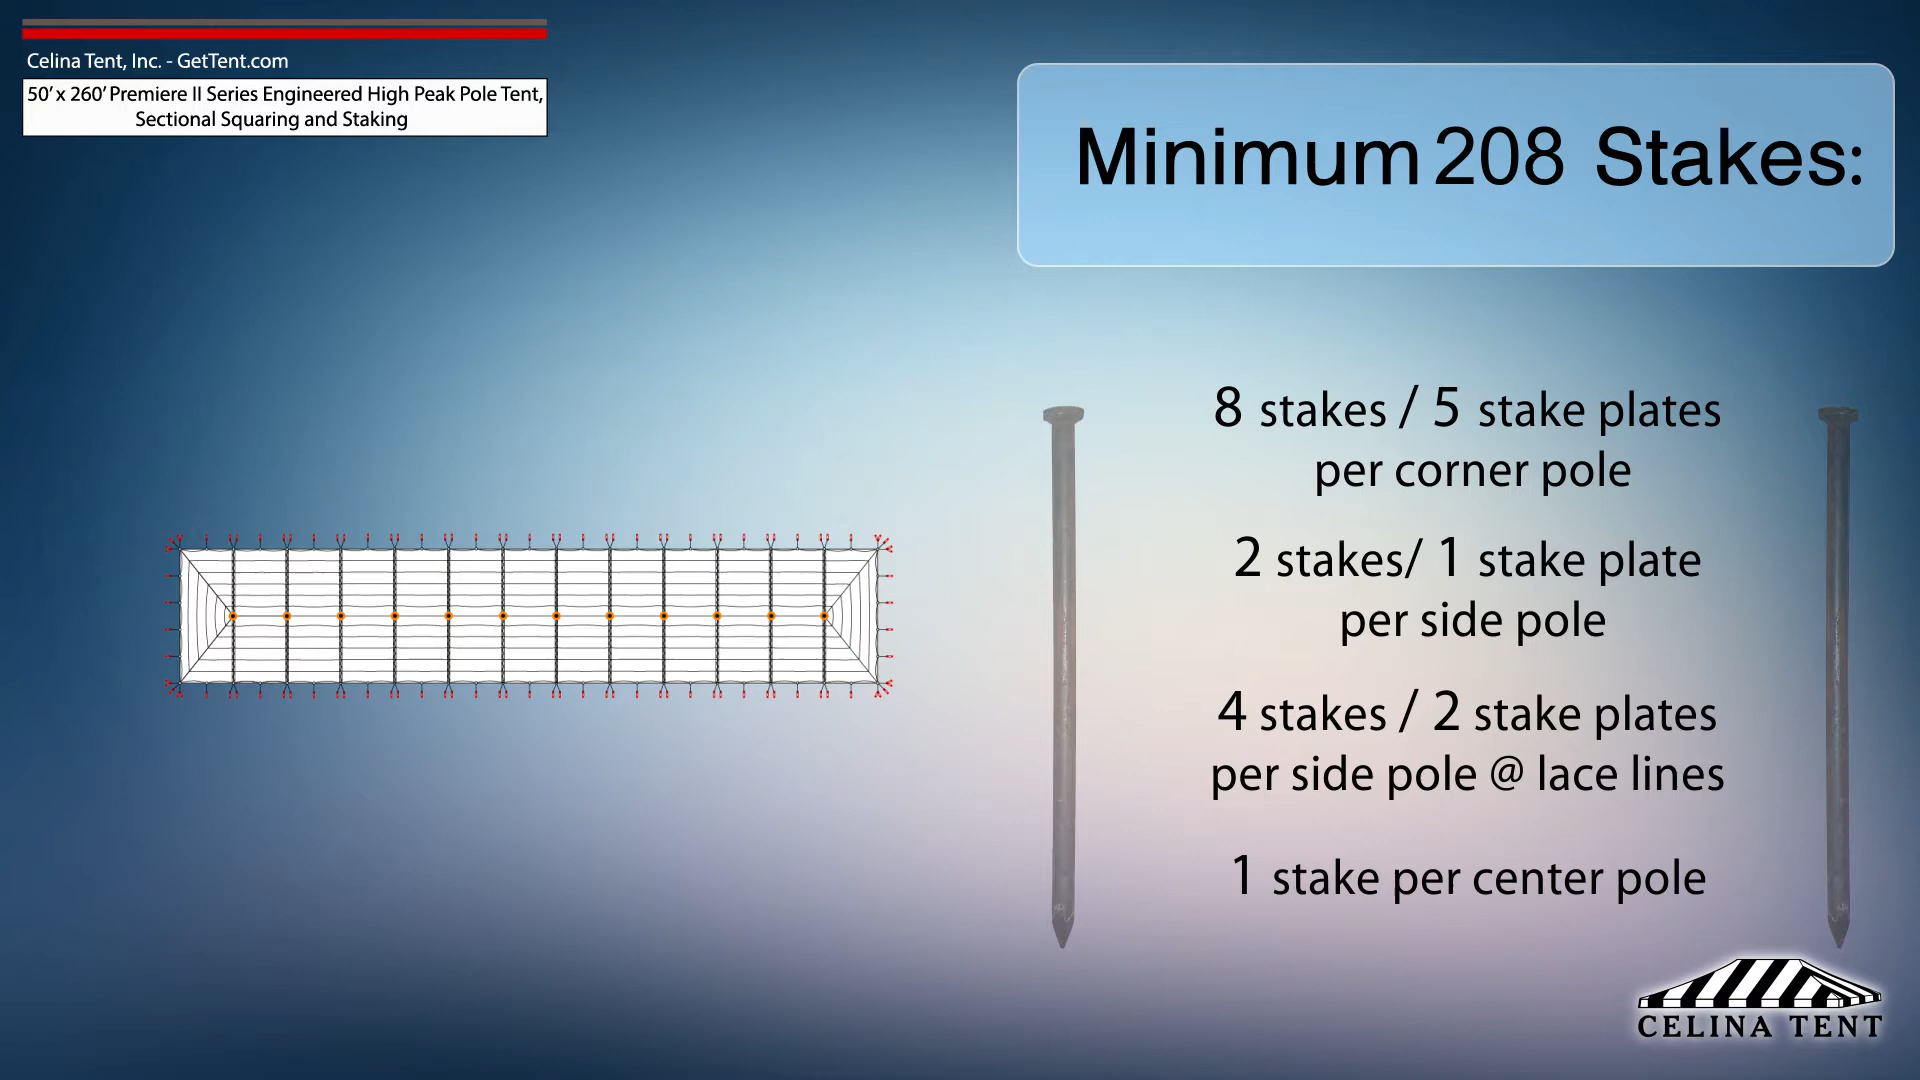 Celina Tent, Inc. - GetTent.com
50' x 260' Premiere II Series Engineered High Peak Pole Tent,
Sectional Squaring and Staking
Minimum 208 Stakes:
8 stakes / 5 stake plates
per corner pole
2 stakes/ 1 stake plate
per side pole
4 stakes / 2 stake plates
per side pole @ lace lines
1 stake per center pole
CELINA TENT